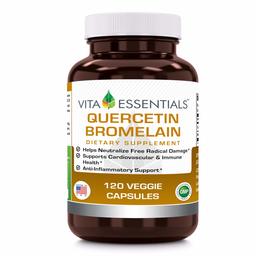 VITA ESSENTIALS®
QUERCETIN
BROMELAIN
DIETARY SUPPLEMENT
Helps Neutralize Free Radical Damage*
Supports Cardiovascular & Immune
Health*
Anti-Inflammatory Support*
120 VEGGIE
CAPSULES
GMP